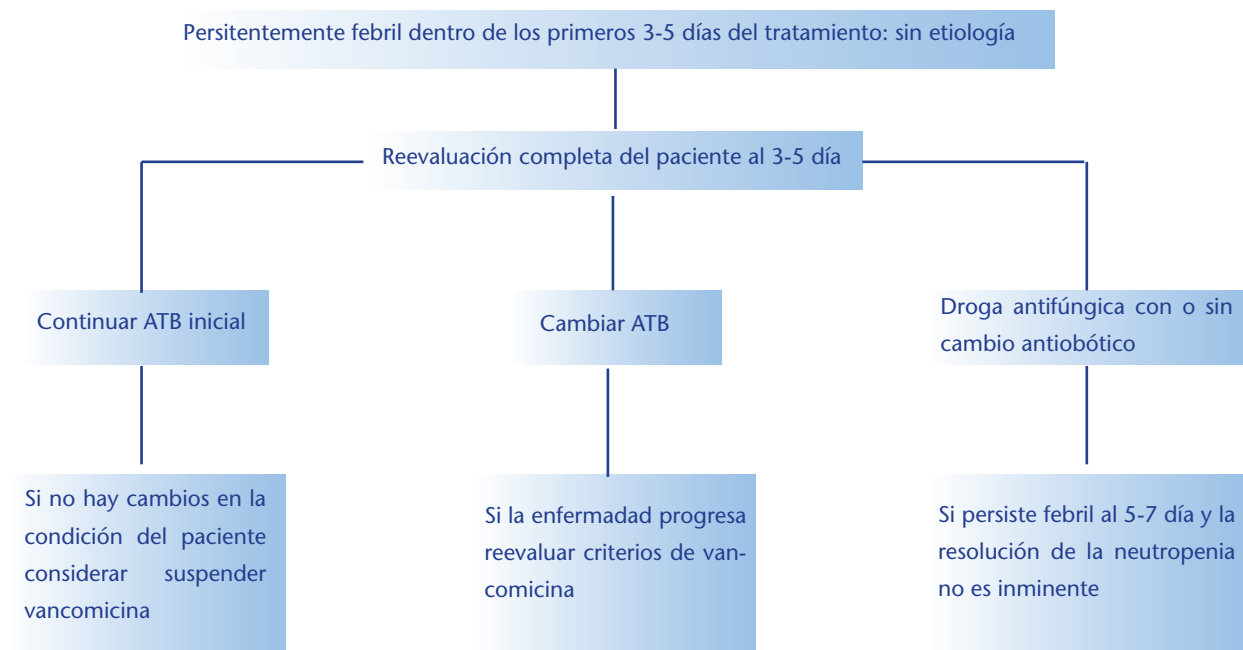 Persitentemente febril dentro de los primeros 3-5 días del tratamiento: sin etiología
Reevaluación completa del paciente al 3-5 día
Continuar ATB inicial
Cambiar ATB
Droga antifúngica con o sin
cambio antiobótico
Si no hay cambios en la
condición del paciente
considerar suspender
vancomicina
Si la enfermadad progresa
reevaluar criterios de van-
comicina
Si persiste febril al 5-7 día y la
resolución de la neutropenia
no es inminente